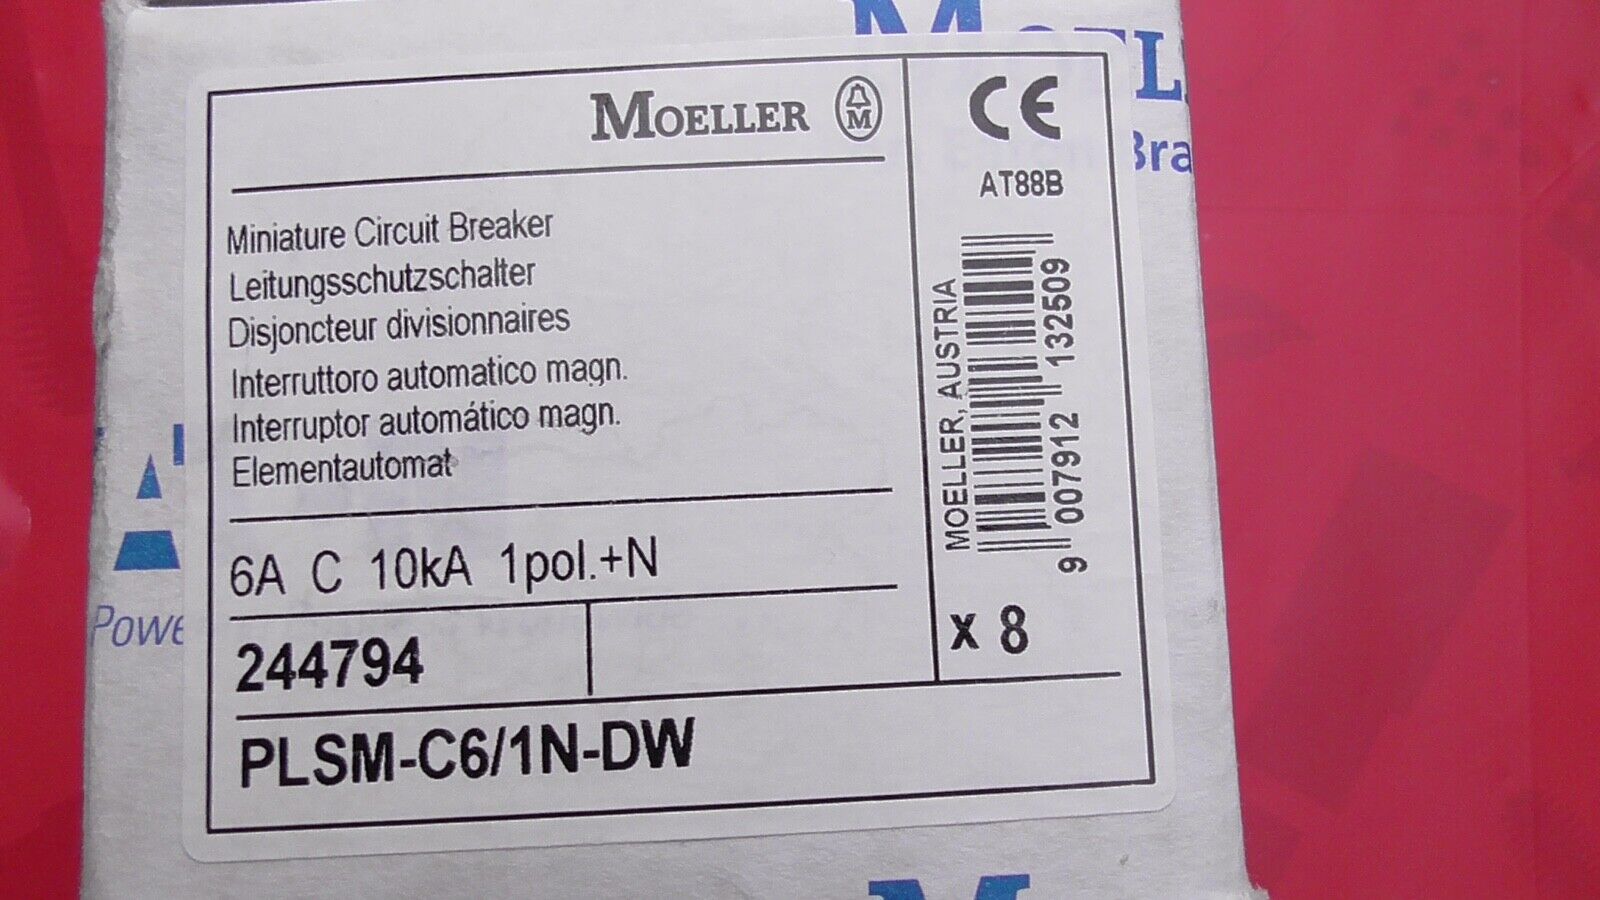 MOELLER
CE
AT88B
Miniature Circuit Breaker
Leitungsschutzschalter
Disjoncteur divisionnaires
Interruttoro automatico magn.
Interruptor automático magn.
Elementautomat
6A C 10kA 1pol.+N
244794
PLSM-C6/1N-DW
MOELLER, AUSTRIA
9 007912 132509
x 8